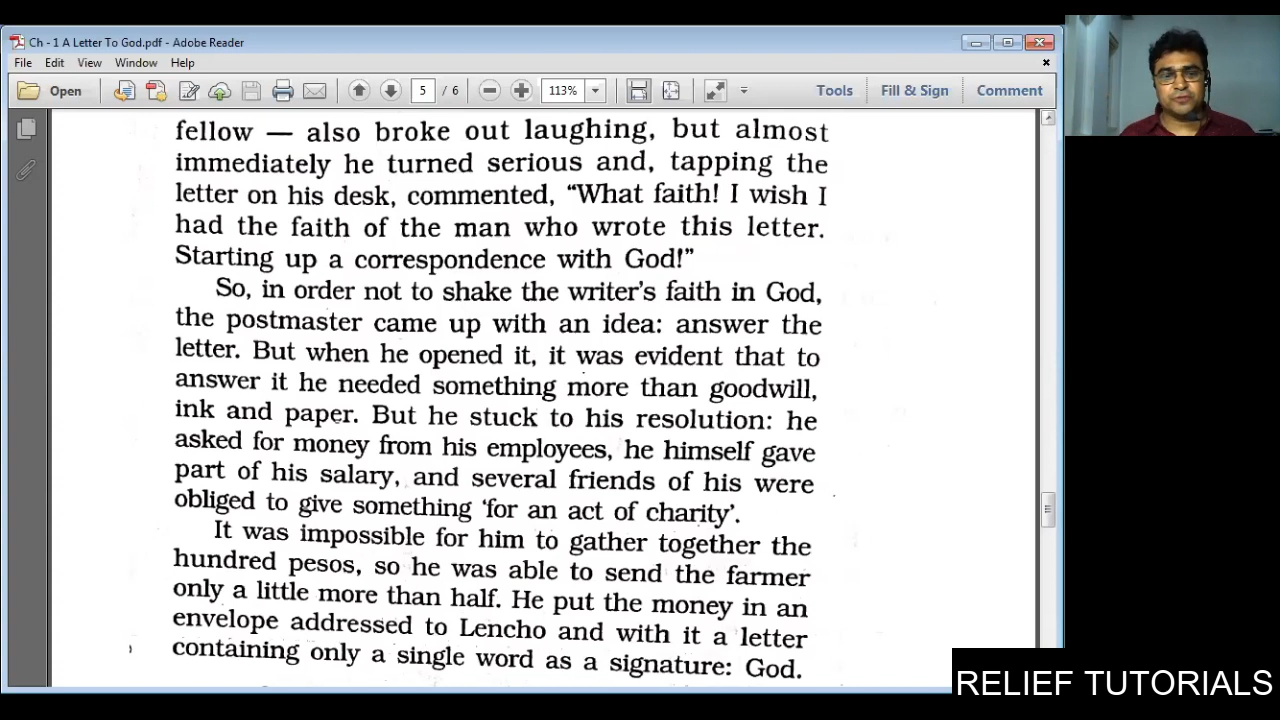 Ch - 1 A Letter To God.pdf - Adobe Reader
File Edit View Window Help
Open 5 / 6 113% Tools Fill & Sign Comment
fellow — also broke out laughing, but almost
immediately he turned serious and, tapping the
letter on his desk, commented, “What faith! I wish I
had the faith of the man who wrote this letter.
Starting up a correspondence with God!”
So, in order not to shake the writer’s faith in God,
the postmaster came up with an idea: answer the
letter. But when he opened it, it was evident that to
answer it he needed something more than goodwill,
ink and paper. But he stuck to his resolution: he
asked for money from his employees, he himself gave
part of his salary, and several friends of his were
obliged to give something ‘for an act of charity’.
It was impossible for him to gather together the
hundred pesos, so he was able to send the farmer
only a little more than half. He put the money in an
envelope addressed to Lencho and with it a letter
containing only a single word as a signature: God.
RELIEF TUTORIALS